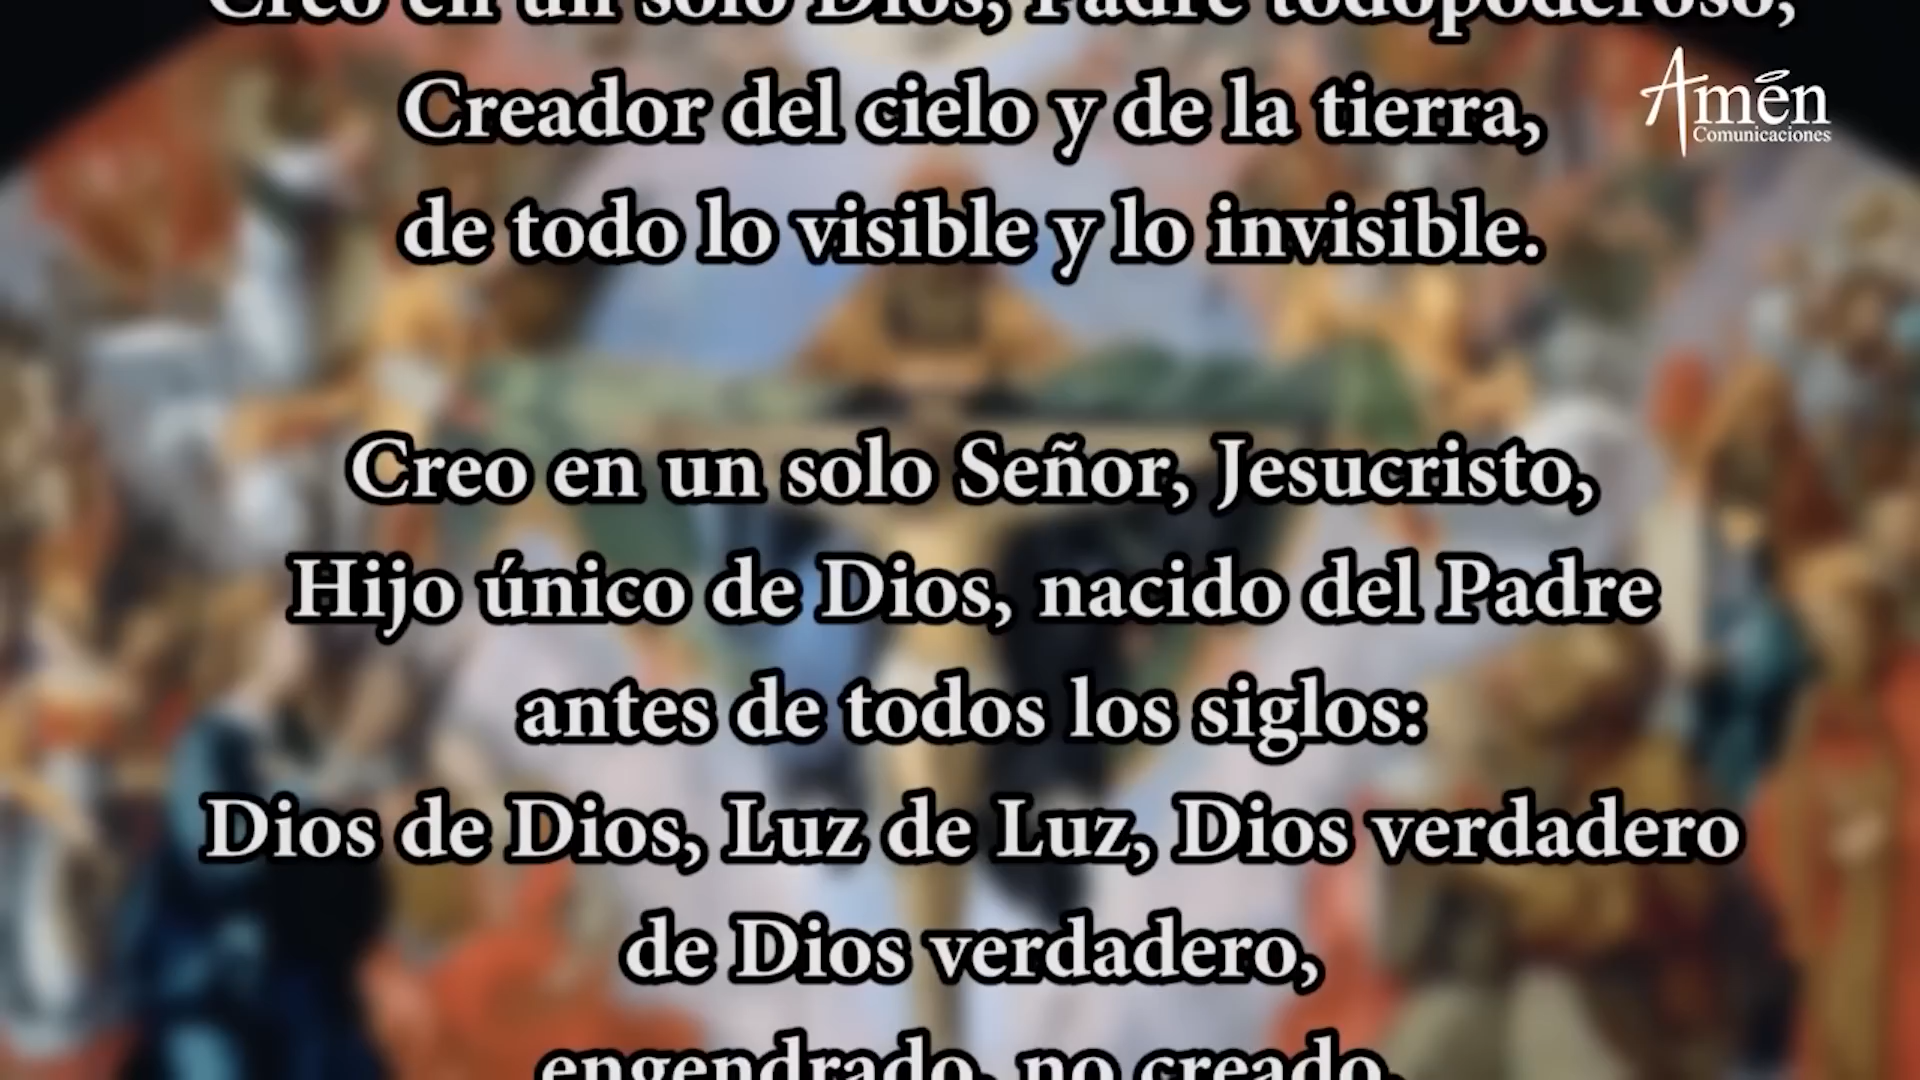 Creo en un solo Dios, Padre todopoderoso,
Creador del cielo y de la tierra,
de todo lo visible y lo invisible.
Creo en un solo Señor, Jesucristo,
Hijo único de Dios, nacido del Padre
antes de todos los siglos:
Dios de Dios, Luz de Luz, Dios verdadero
de Dios verdadero,
engendrado, no creado,
Amén
Comunicaciones